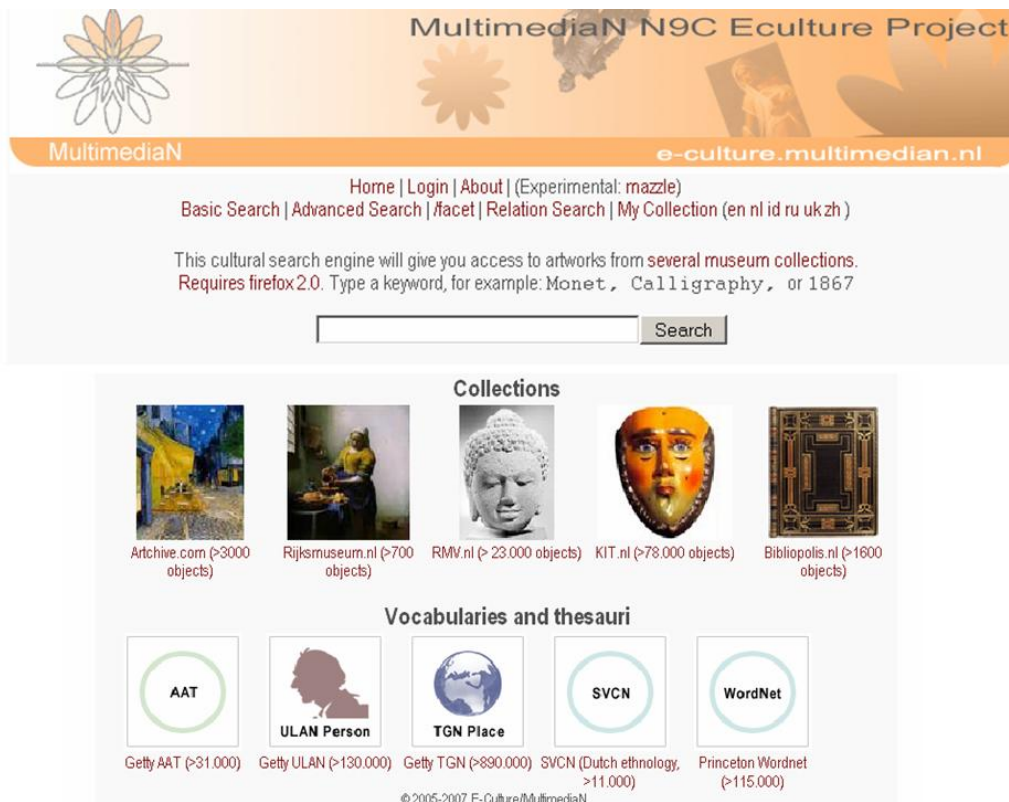 MultimediaN N9C Eculture Project
MultimediaN
e-culture.multimedian.nl
Home | Login | About | (Experimental: mazzle)
Basic Search | Advanced Search | /facet | Relation Search | My Collection (en nl id ru uk zh )
This cultural search engine will give you access to artworks from several museum collections.
Requires firefox 2.0. Type a keyword, for example: Monet, Calligraphy, or 1867
Search
Collections
Artchive.com (>3000
objects)
Rijksmuseum.nl (>700
objects)
RMV.nl (> 23.000 objects)
KIT.nl (>78.000 objects)
Bibliopolis.nl (>1600
objects)
Vocabularies and thesauri
AAT
ULAN Person
TGN Place
SVCN
WordNet
Getty AAT (>31.000)
Getty ULAN (>130.000)
Getty TGN (>890.000)
SVCN (Dutch ethnology,
>11.000)
Princeton Wordnet
(>115.000)
© 2005-2007 E-Culture/MultimediaN